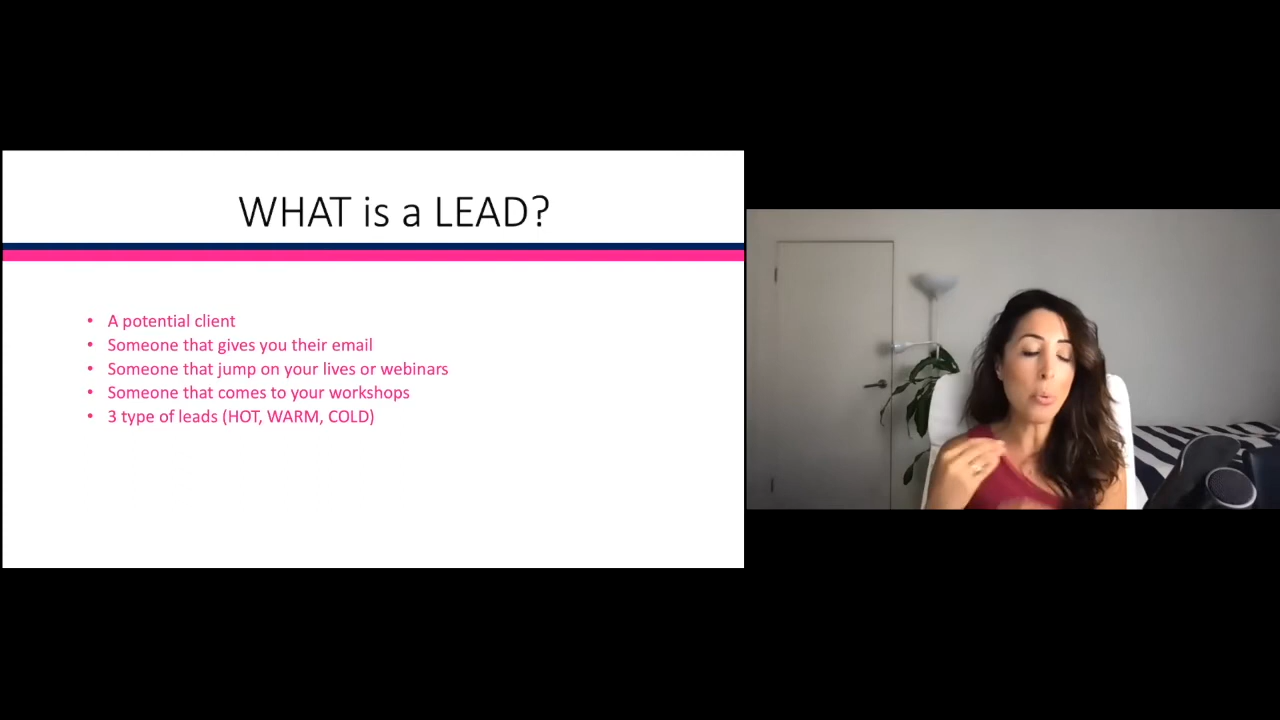 WHAT is a LEAD?
• A potential client
• Someone that gives you their email
• Someone that jump on your lives or webinars
• Someone that comes to your workshops
• 3 type of leads (HOT, WARM, COLD)